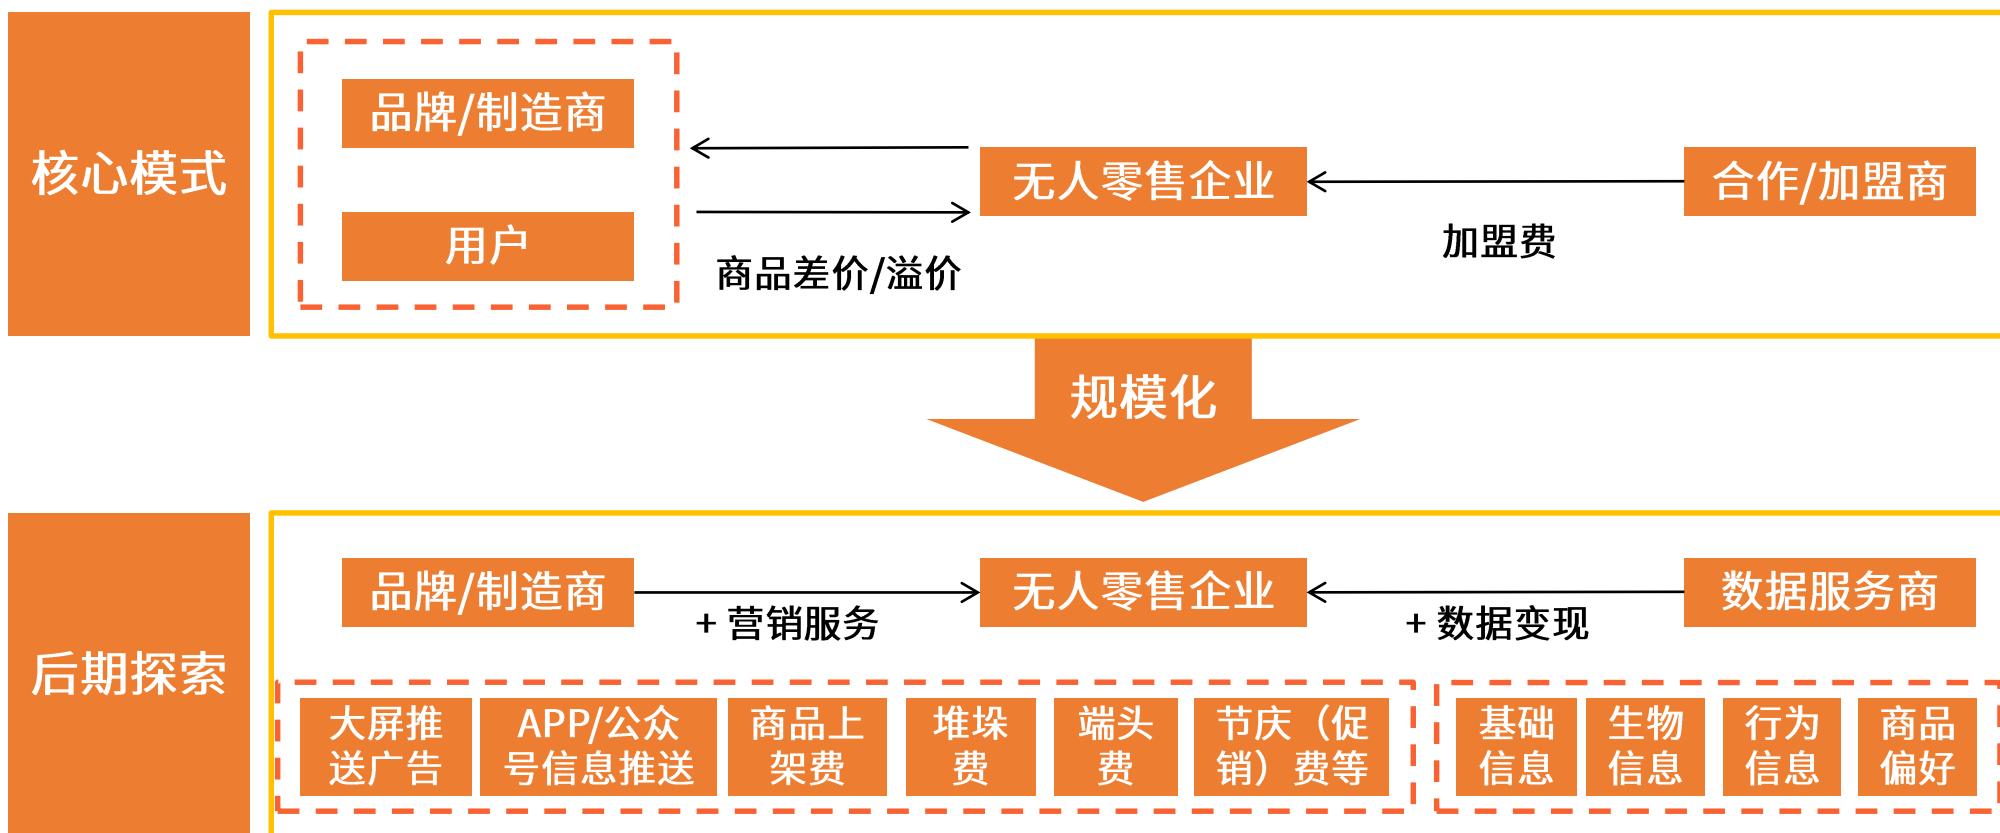 核心模式
品牌/制造商
用户
商品差价/溢价
无人零售企业
加盟费
合作/加盟商
规模化
后期探索
品牌/制造商
+ 营销服务
无人零售企业
+ 数据变现
数据服务商
大屏推
送广告
APP/公众
号信息推送
商品上
架费
堆垛
费
端头
费
节庆（促
销）费等
基础
信息
生物
信息
行为
信息
商品
偏好